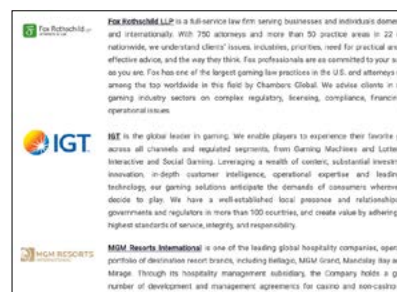 Fox Rothschild LLP
ATTORNEYS AT LAW
Fox Rothschild LLP is a full-service law firm serving businesses and individuals domes
and internationally. With 750 attorneys and more than 50 practice areas in 22
nationwide, we understand clients' issues, industries, priorities, need for practical an
effective advice, and the way they think. Fox professionals are as committed to your s
as you are. Fox has one of the largest gaming law practices in the U.S. and attorneys
among the top worldwide in this field by Chambers Global. We advise clients in
gaming industry sectors on complex regulatory, licensing, compliance, financin
operational issues.
IGT
IGT is the global leader in gaming. We enable players to experience their favorite
across all channels and regulated segments, from Gaming Machines and Lotter
Interactive and Social Gaming. Leveraging a wealth of content, substantial investm
innovation, in-depth customer intelligence, operational expertise and leadin
technology, our gaming solutions anticipate the demands of consumers wherever
decide to play. We have a well-established local presence and relationships
governments and regulators in more than 100 countries, and create value by adhering
highest standards of service, integrity, and responsibility.
MGM RESORTS
INTERNATIONAL
MGM Resorts International is one of the leading global hospitality companies, opera
portfolio of destination resort brands, including Bellagio, MGM Grand, Mandalay Bay a
Mirage. Through its hospitality management subsidiary, the Company holds a g
number of development and management agreements for casino and non-casino